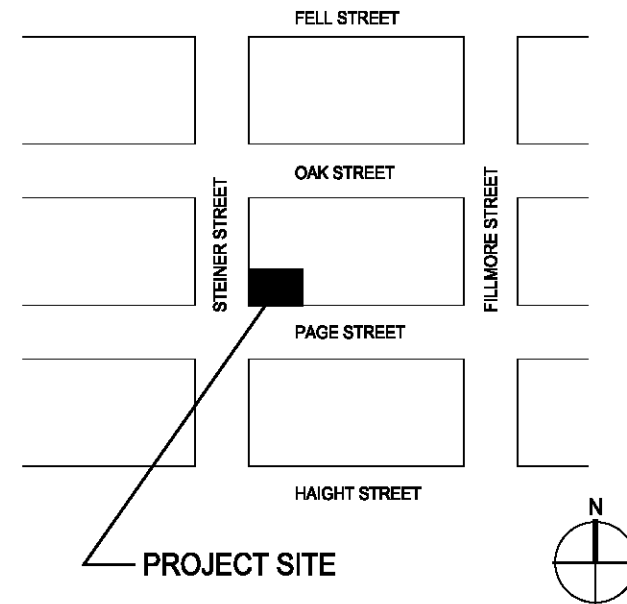 FELL STREET
OAK STREET
STEINER STREET
FILLMORE STREET
PAGE STREET
HAIGHT STREET
N
PROJECT SITE